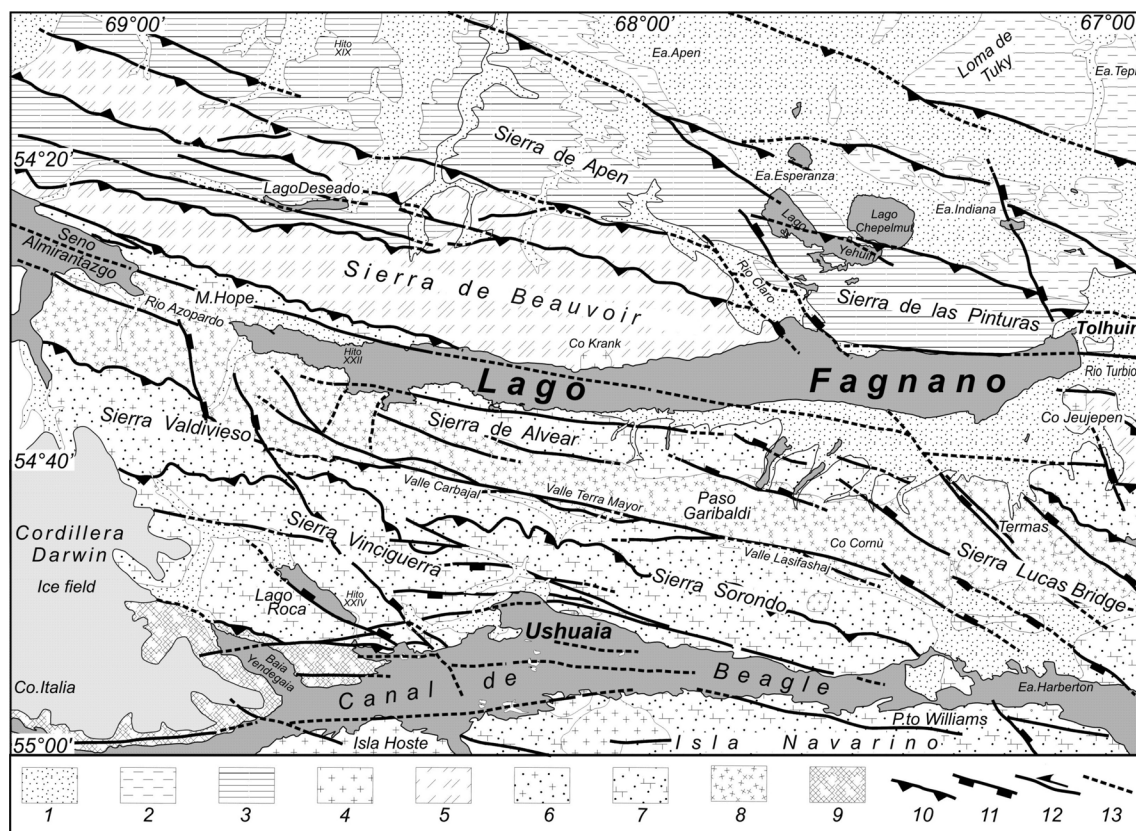 69°00'
68°00'
67°00'
Hito
XIX
Ea.Apen
Loma de
Tuky
54°20'
Sierra de Apen
Ea.Esperanza
Lago Deseado
Lago
Yehuin
Lago
Chepelmut
Ea.Indiana
Seno
Almirantazgo
Sierra de Beauvoir
Rio Claro
Sierra de las Pinturas
M.Hope
Rio Azopardo
Tolhuin
Co Krank
Hito
XXII
Lago Fagnano
Rio Turbio
Sierra Valdivieso
Sierra de Alvear
Co Jeujepen
54°40'
Valle Carbajal
Valle Terra Mayor
Paso
Garibaldi
Termas
Cordillera
Darwin
Ice field
Sierra Vinciguerra
Co Cornù
Valle Lasifashaj
Sierra Lucas Bridge
Sierra Sorondo
Lago
Roca
Hito
XXIV
Ushuaia
Baia
Yendegaia
Co.Italia
Canal de Beagle
Ea.Harberton
P.to Williams
55°00'
Isla Hoste
Isla Navarino
1 2 3 4 5 6 7 8 9 10 11 12 13